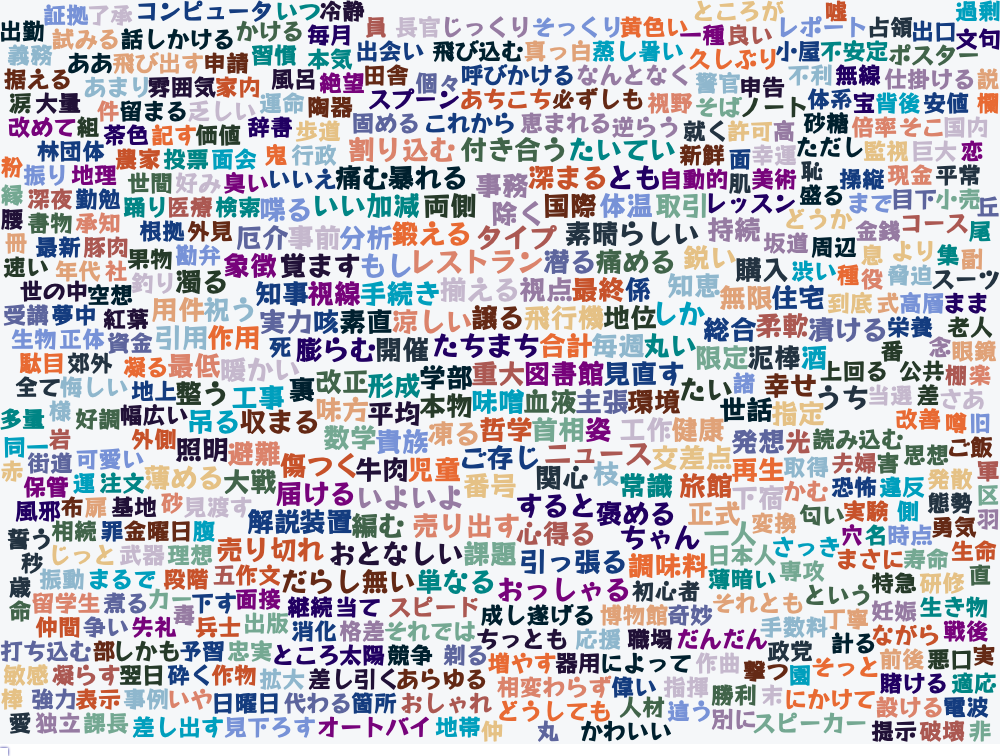 証拠 了承 コンピュータ いつ 冷静 ところが 嘘 過剰
出勤 試みる 話しかける かける 毎月 員 長官 じっくり そっくり 黄色い 一種 良い レポート 占領 出口 文句
義務 ああ 飛び出す 申請 習慣 本気 出会い 飛び込む 真っ白 蒸し暑い 久しぶり 小屋 不安定 ポスター
据える あまり 雰囲気 家内 風呂 絶望 田舎 個々 呼びかける なんとなく 警官 申告 不利 無線 仕掛ける 説
涙 大量 件 留まる 乏しい 運命 陶器 スプーン あちこち 必ずしも 視野 そば ノート 体系 宝 背後 安値 欄
改めて 組 茶色 記す 価値 辞書 歩道 固める これから 恵まれる 逆らう 就く 許可 高 砂糖 倍率 そこ 国内
粉 林 団体 農家 投票 面会 鬼 行政 割り込む 付き合う たいてい 新鮮 面 幸運 ただし 監視 巨大 恋
振り 地理 世間 好み 臭い いいえ 痛む 暴れる 事務 深まる とも 自動的 肌 美術 恥 操縦 現金 平常
縁 深夜 勤勉 踊り 医療 検索 喋る いい加減 両側 除く 国際 体温 取引 レッスン 盛る まで 目下 小売 丘
腰 書物 承知 根拠 外見 厄介 事前 分析 鍛える タイプ 素晴らしい 持続 どうか 金銭 コース 尾
冊 最新 豚肉 果物 勘弁 象徴 覚ます もし レストラン 潜る 痛める 鋭い 坂道 周辺 息 より 集 副
速い 年代 社 釣り 濁る 知事 視線 手続き 揃える 視点 最終 係 知恵 購入 渋い 種 役 脅迫 スーツ
世の中 空想 用件 祝う 無限 住宅 到底 式 高層 まま
受講 夢中 紅葉 実力 咳 素直 涼しい 譲る 飛行機 地位 しか 総合 柔軟 漬ける 栄養 老人
生物 正体 資金 引用 作用 死 膨らむ 開催 たちまち 合計 毎週 丸い 限定 泥棒 酒 番 念 眼鏡
駄目 郊外 凝る 最低 暖かい 裏 改正 形成 学部 重大 図書館 見直す 上回る 公共 棚 楽
全て 悔しい 地上 整う 工事 味方 平均 本物 味噌 血液 主張 環境 たい 諸 幸せ うち 当選 差 さあ
多量 様 好調 幅広い 吊る 収まる 世話 指定 改善 噂 旧
同一 岩 外側 照明 避難 数学 貴族 凍る 哲学 首相 姿 工作 健康 発想 光 読み込む 思想 ご飯
赤 街道 可愛い 薄める 大戦 傷つく 牛肉 児童 ご存じ ニュース 交差点 再生 取得 夫婦 害 発散 軍
保管 運 注文 届ける いよいよ 番号 関心 枝 常識 旅館 下宿 かむ 恐怖 違反 態勢 区
風邪 布 扉 基地 砂 見渡す 解説 装置 編む 売り出す すると 褒める 正式 変換 匂い 実験 側 勇気 羽
誓う 相続 罪 金曜日 腹 心得る ちゃん 一人 さっき 穴 名 時点
秒 じっと 武器 理想 売り切れ おとなしい 課題 引っ張る 調味料 日本人 専攻 まさに 寿命 生命
歳 振動 まるで 段階 五 作文 だらし無い 単なる おっしゃる 初心者 薄暗い という 特急 研修 直
命 留学生 煮る カー 毒 下す 面接 継続 当て スピード 成し遂げる 博物館 奇妙 それとも 丁寧 妊娠 生き物
仲間 争い 失礼 兵士 出版 消化 格差 それでは ちっとも 応援 職場 だんだん 手数料 計る ながら 戦後
打ち込む 部 しかも 予習 忠実 ところ 太陽 競争 剃る 増やす 器用 によって 作曲 政党 撃つ 園 そっと 前後 悪口 実
敏感 凝らす 翌日 砕く 作物 拡大 差し引く あらゆる 相変わらず 偉い 指揮 勝利 末 にかけて 賭ける 適応
棒 強力 表示 事例 いや 日曜日 代わる 箇所 おしゃれ どうしても 人材 違う 別に 設ける 電波
愛 独立 課長 差し出す 見下ろす オートバイ 地帯 仲 丸 かわいい スピーカー 提示 破壊 非